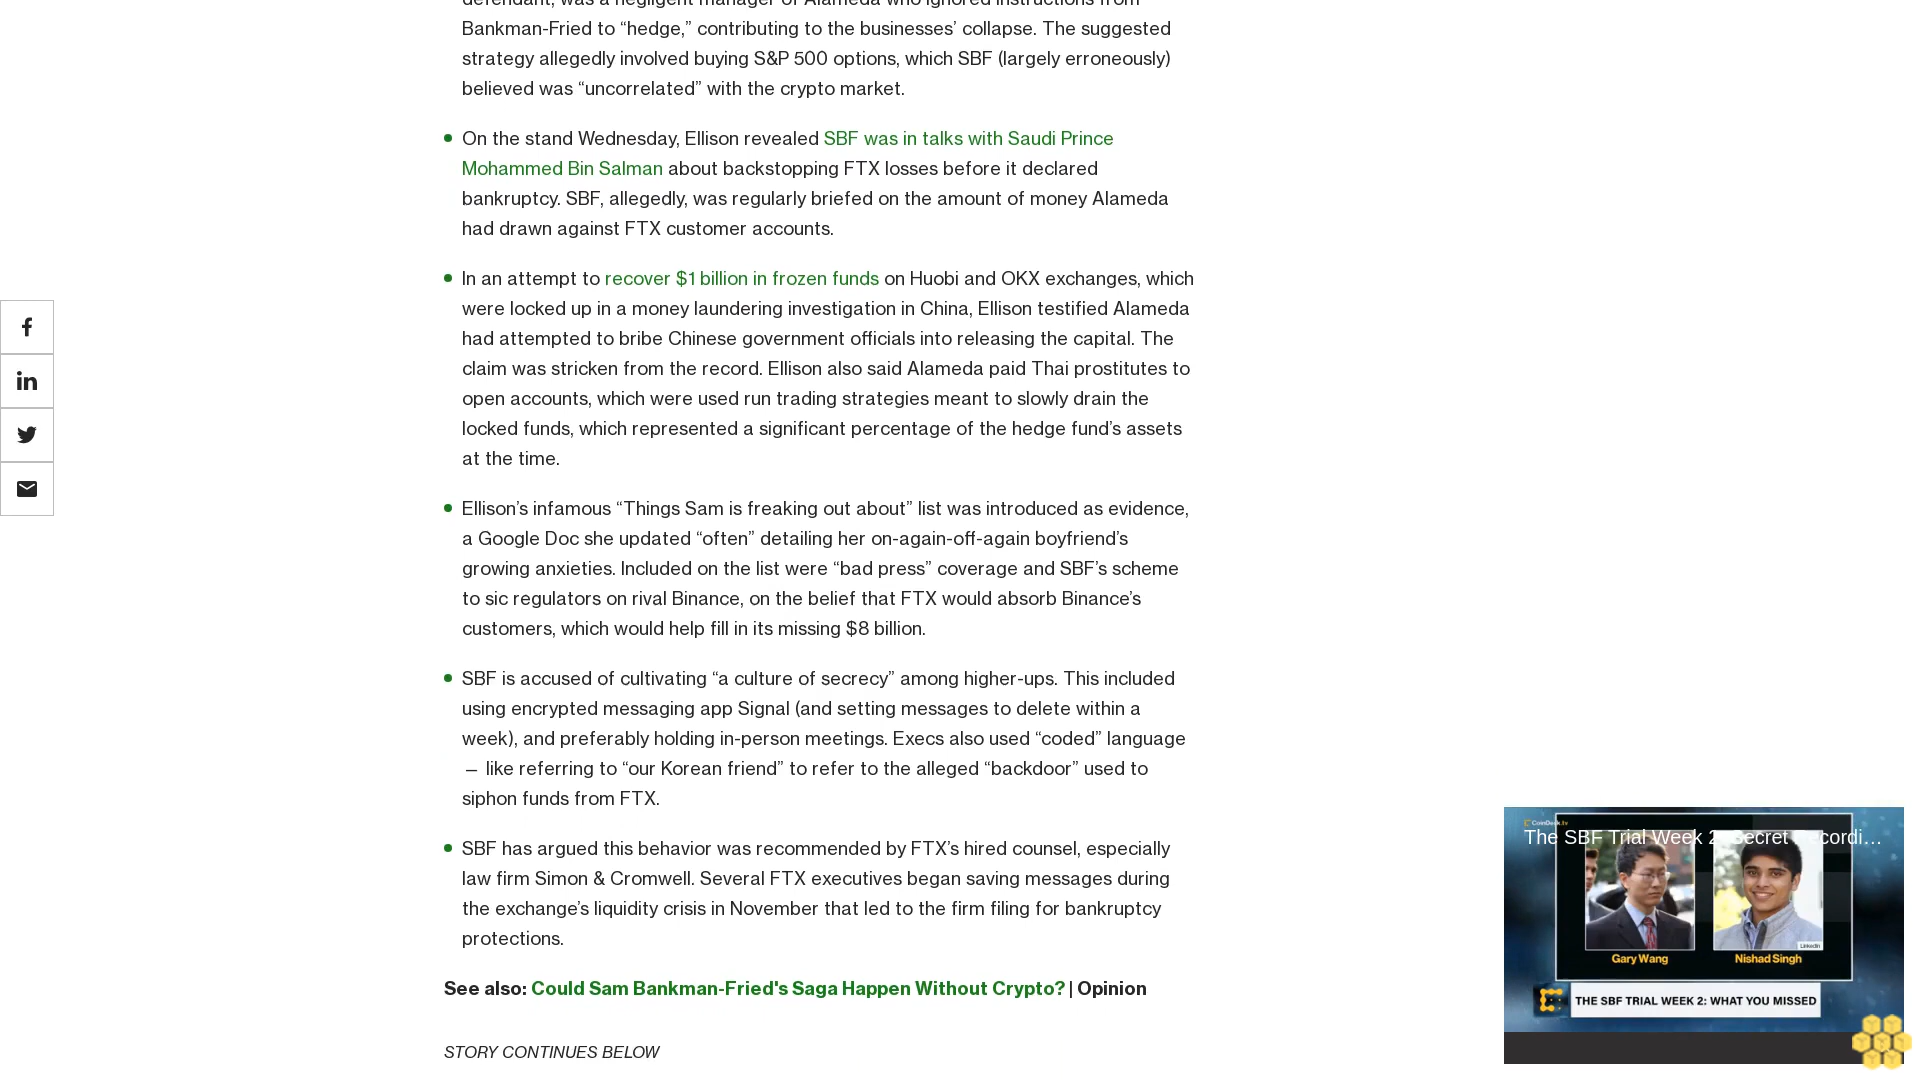 defendant, was a negligent manager of Alameda who ignored instructions from
Bankman-Fried to “hedge,” contributing to the businesses’ collapse. The suggested
strategy allegedly involved buying S&P 500 options, which SBF (largely erroneously)
believed was “uncorrelated” with the crypto market.
On the stand Wednesday, Ellison revealed SBF was in talks with Saudi Prince
Mohammed Bin Salman about backstopping FTX losses before it declared
bankruptcy. SBF, allegedly, was regularly briefed on the amount of money Alameda
had drawn against FTX customer accounts.
In an attempt to recover $1 billion in frozen funds on Huobi and OKX exchanges, which
were locked up in a money laundering investigation in China, Ellison testified Alameda
had attempted to bribe Chinese government officials into releasing the capital. The
claim was stricken from the record. Ellison also said Alameda paid Thai prostitutes to
open accounts, which were used run trading strategies meant to slowly drain the
locked funds, which represented a significant percentage of the hedge fund’s assets
at the time.
Ellison’s infamous “Things Sam is freaking out about” list was introduced as evidence,
a Google Doc she updated “often” detailing her on-again-off-again boyfriend’s
growing anxieties. Included on the list were “bad press” coverage and SBF’s scheme
to sic regulators on rival Binance, on the belief that FTX would absorb Binance’s
customers, which would help fill in its missing $8 billion.
SBF is accused of cultivating “a culture of secrecy” among higher-ups. This included
using encrypted messaging app Signal (and setting messages to delete within a
week), and preferably holding in-person meetings. Execs also used “coded” language
— like referring to “our Korean friend” to refer to the alleged “backdoor” used to
siphon funds from FTX.
SBF has argued this behavior was recommended by FTX’s hired counsel, especially
law firm Simon & Cromwell. Several FTX executives began saving messages during
the exchange’s liquidity crisis in November that led to the firm filing for bankruptcy
protections.
See also: Could Sam Bankman-Fried's Saga Happen Without Crypto? | Opinion
STORY CONTINUES BELOW
CoinDesk.tv
The SBF Trial Week 2: Secret Recordi…
LinkedIn
Gary Wang
Nishad Singh
THE SBF TRIAL WEEK 2: WHAT YOU MISSED